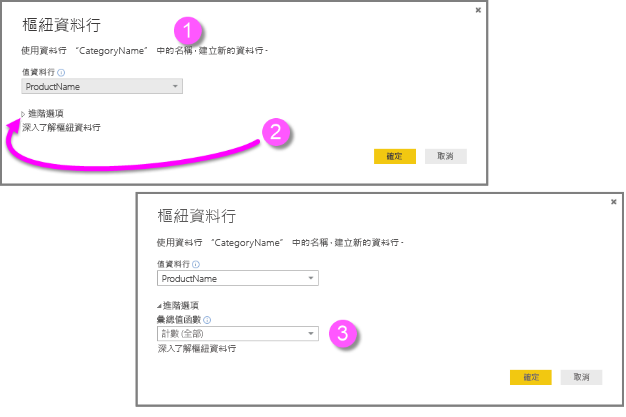 樞紐資料行
1
使用資料行 “CategoryName” 中的名稱,建立新的資料行。
值資料行
ProductName
進階選項
深入了解樞紐資料行
2
確定 取消
樞紐資料行
使用資料行 “CategoryName” 中的名稱,建立新的資料行。
值資料行
ProductName
進階選項
彙總值函數
計數 (全部)
3
深入了解樞紐資料行
確定 取消